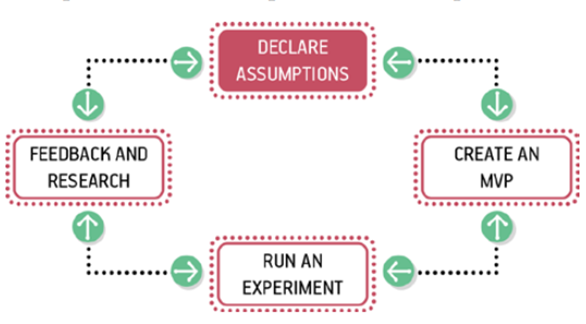 DECLARE
ASSUMPTIONS
FEEDBACK AND
RESEARCH
CREATE AN
MVP
RUN AN
EXPERIMENT